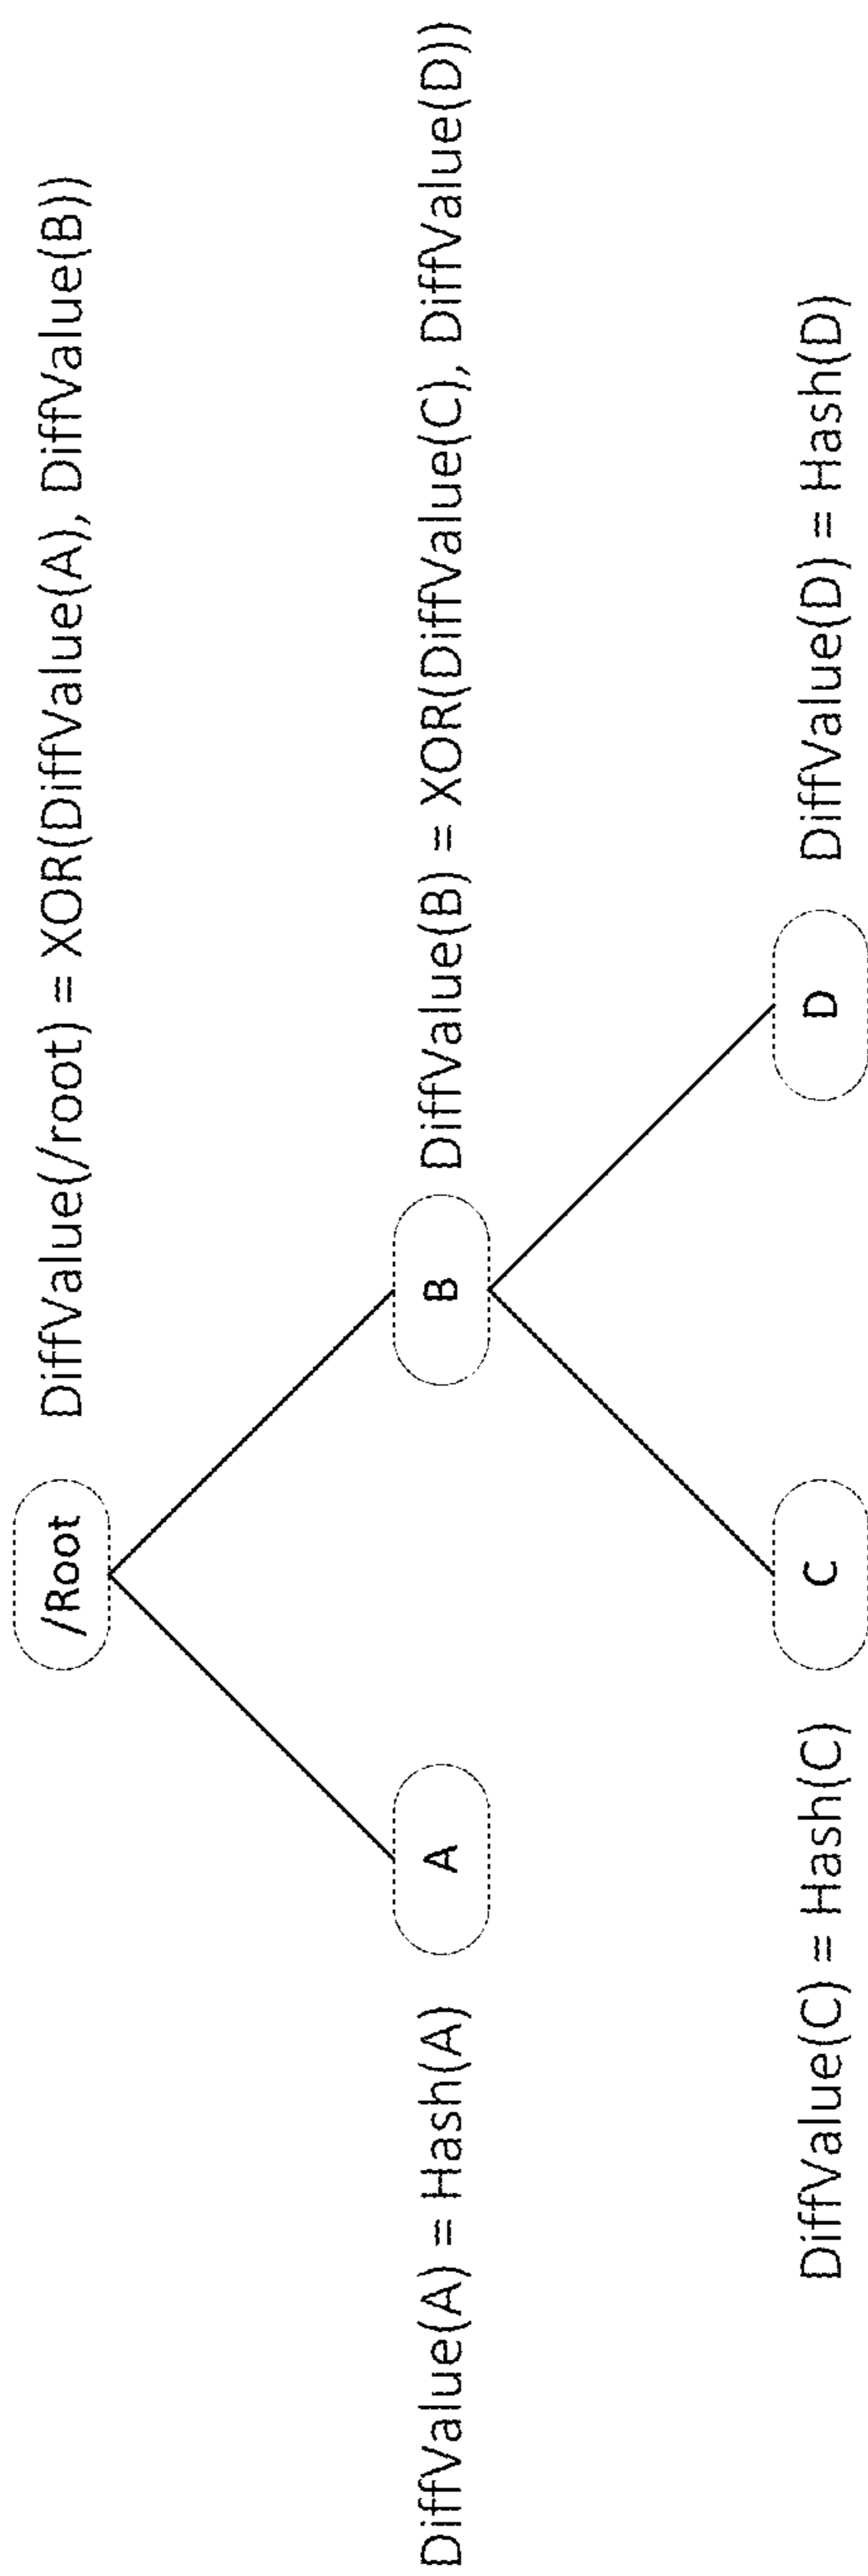 /Root DiffValue(/root) = XOR(DiffValue(A), DiffValue(B)))
DiffValue(A) = Hash(A) A B DiffValue(B) = XOR(DiffValue(C), DiffValue(D)))
DiffValue(C) = Hash(C) C D DiffValue(D) = Hash(D)